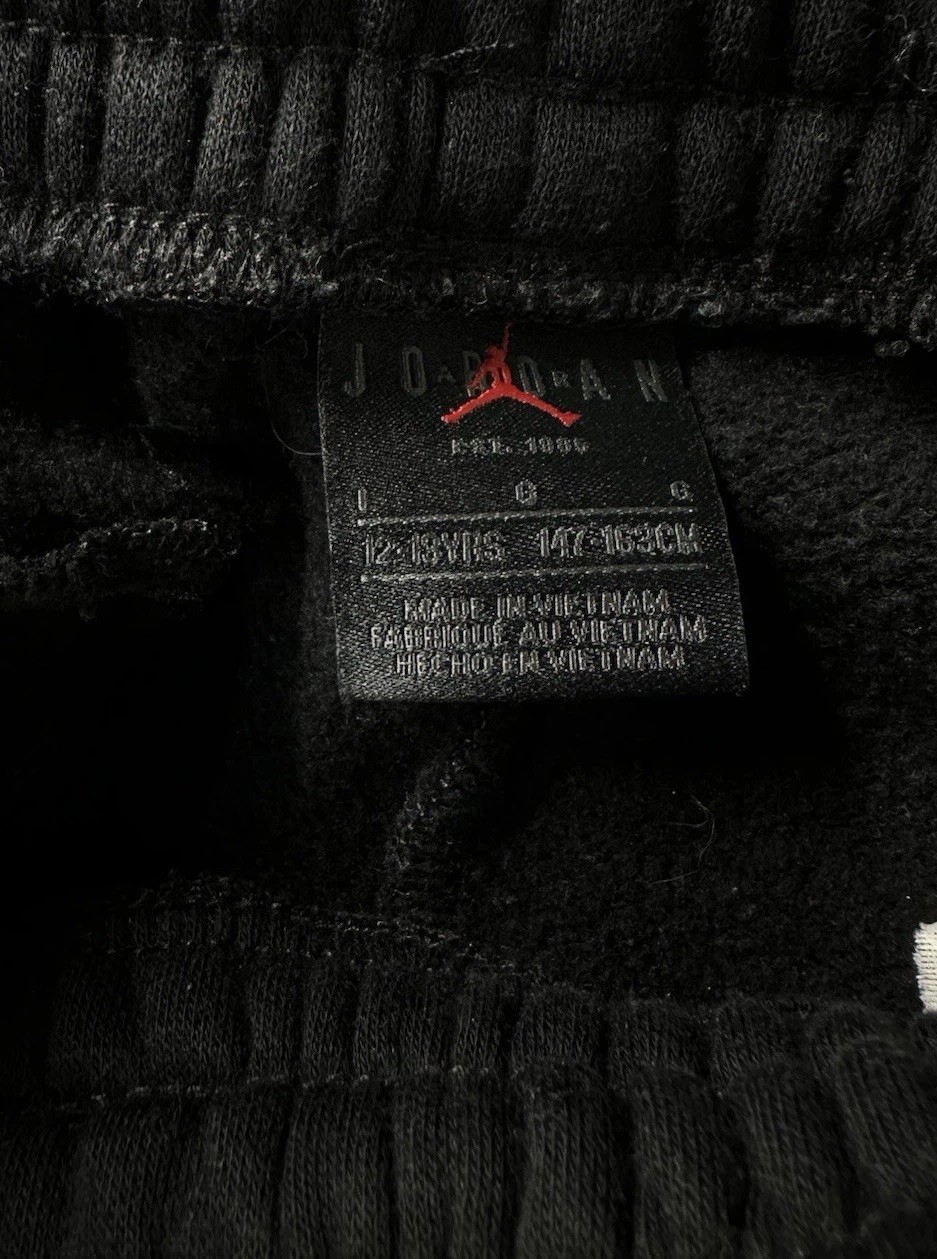 JORDAN
EST. 1985
L G G
12-13YRS 147-163CM
MADE IN VIETNAM
FABRIQUÉ AU VIETNAM
HECHO EN VIETNAM